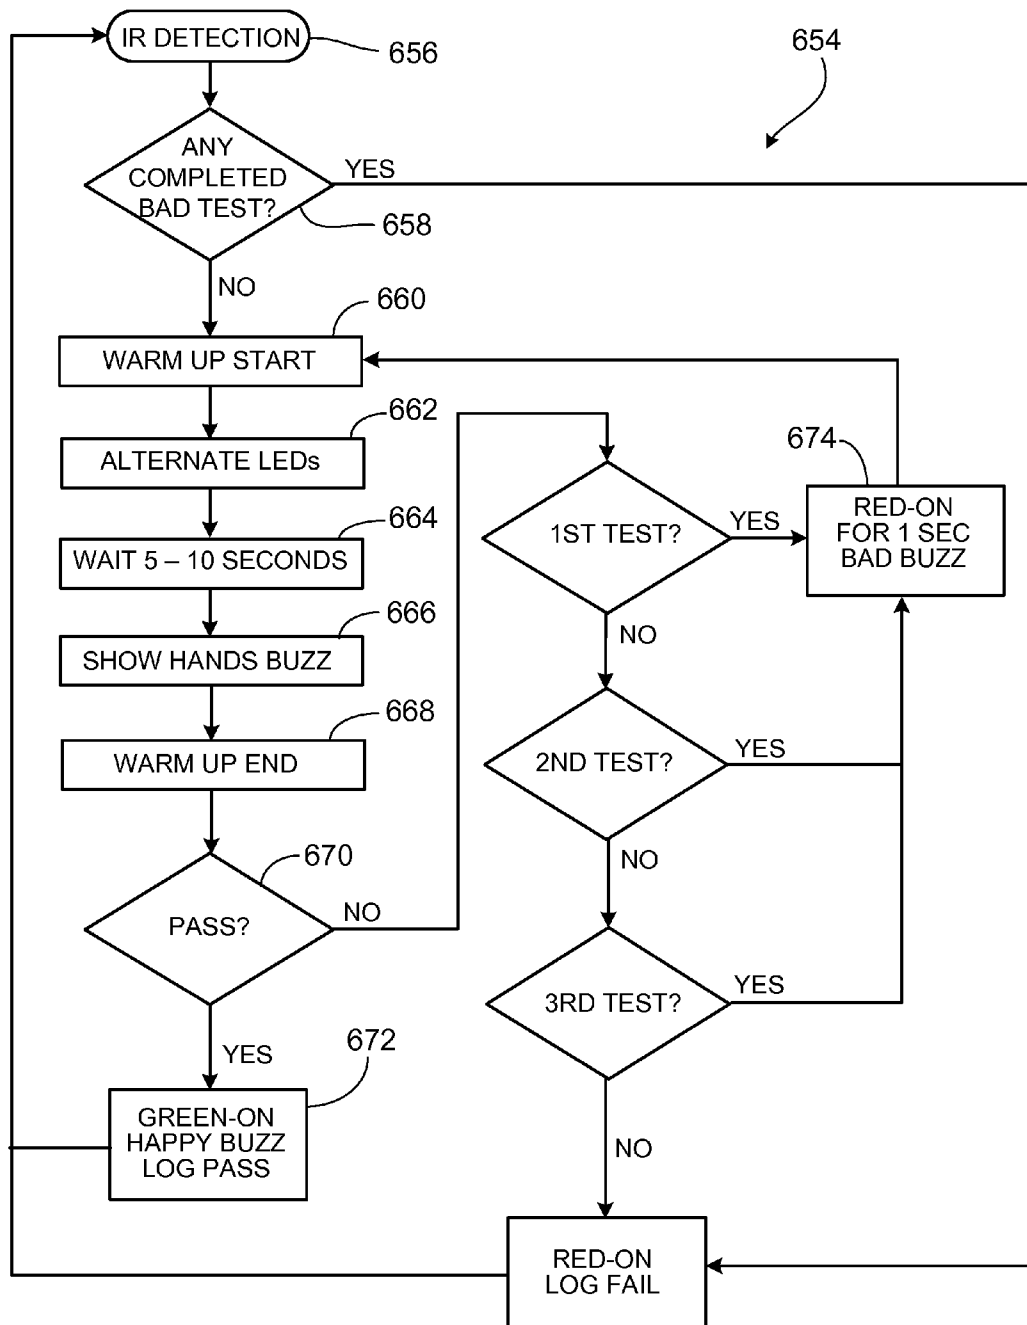 IR DETECTION
656
654
ANY
COMPLETED
BAD TEST?
YES
658
NO
660
WARM UP START
662
ALTERNATE LEDs
664
WAIT 5 – 10 SECONDS
666
SHOW HANDS BUZZ
668
WARM UP END
670
PASS?
NO
YES
672
GREEN-ON
HAPPY BUZZ
LOG PASS
1ST TEST?
YES
674
RED-ON
FOR 1 SEC
BAD BUZZ
NO
2ND TEST?
YES
NO
3RD TEST?
YES
NO
RED-ON
LOG FAIL